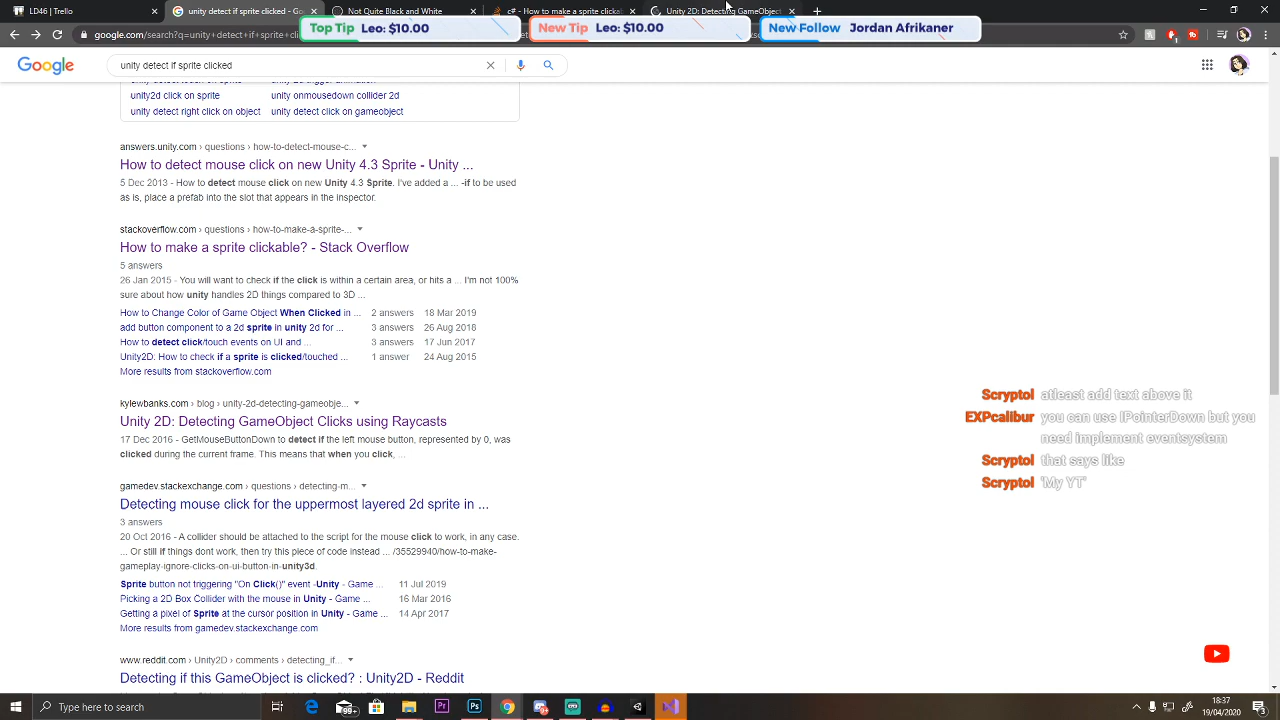 LD46 | T
unity detect if sprite clicked - G
Not Quite Black and
Unity 2D: Detecting GameObject
Top Tip Leo: $10.00
New Tip Leo: $10.00
New Follow Jordan Afrikaner
Google
unity detect if sprite clicked
unity2d click on sprite
unity onmousedown collider 2d
unity detect right click on object
unity detect click on gameobject
answers.unity.com › questions › how-to-detect-mouse-c...
How to detect mouse click on new Unity 4.3 Sprite - Unity ...
5 Dec 2013 - How to detect mouse click on new Unity 4.3 Sprite. I've added a ... -if to be used
as is, place a prefab into the slot that appears in the inspector.
stackoverflow.com › questions › how-to-make-a-sprite-...
How to make a sprite clickable? - Stack Overflow
5 answers
26 Jan 2015 - You will want to check if the click is within a certain area, or hits a ... I'm not 100%
sure about how unity handles 2D things compared to 3D ...
How to Change Color of Game Object When Clicked in ... 2 answers 18 Mar 2019
add button component to a 2d sprite in unity 2d for ... 3 answers 26 Aug 2018
How to detect click/touch events on UI and ... 3 answers 17 Jun 2017
Unity2D: How to check if a sprite is clicked/touched ... 1 answer 24 Aug 2015
More results from stackoverflow.com
kylewbanks.com › blog › unity-2d-detecting-gameobje...
Unity 2D: Detecting GameObject Clicks using Raycasts
17 Dec 2016 - GetMouseButtonDown to detect if the left mouse button, represented by 0, was
clicked during the current frame. This means that when you click, ...
gamedev.stackexchange.com › questions › detecting-m...
Detecting mouse click for the uppermost layered 2d sprite in ...
3 answers
20 Oct 2016 - A collider should be attached to the script for the mouse click to work, in any case.
... Or still if things dont work, then try this piece of code instead ... /35529940/how-to-make-
gameplay-ignore-clicks-on-ui-button-in-unity3d.
Sprite button not triggering "On Click()" event -Unity - Game ... 11 Jul 2019
Picking a 2D Box Collider with the mouse in Unity - Game ... 16 Mar 2016
Getting a pixel of Sprite at the cursor position in Unity - Game ... 14 Apr 2017
More results from gamedev.stackexchange.com
www.reddit.com › Unity2D › comments › detecting_if...
Detecting if this GameObject is clicked? : Unity2D - Reddit
Scryptol atleast add text above it
EXPcalibur you can use IPointerDown but you
need implement eventsystem
Scryptol that says like
Scryptol 'My YT'
Type here to search
18:37
19/04/2020